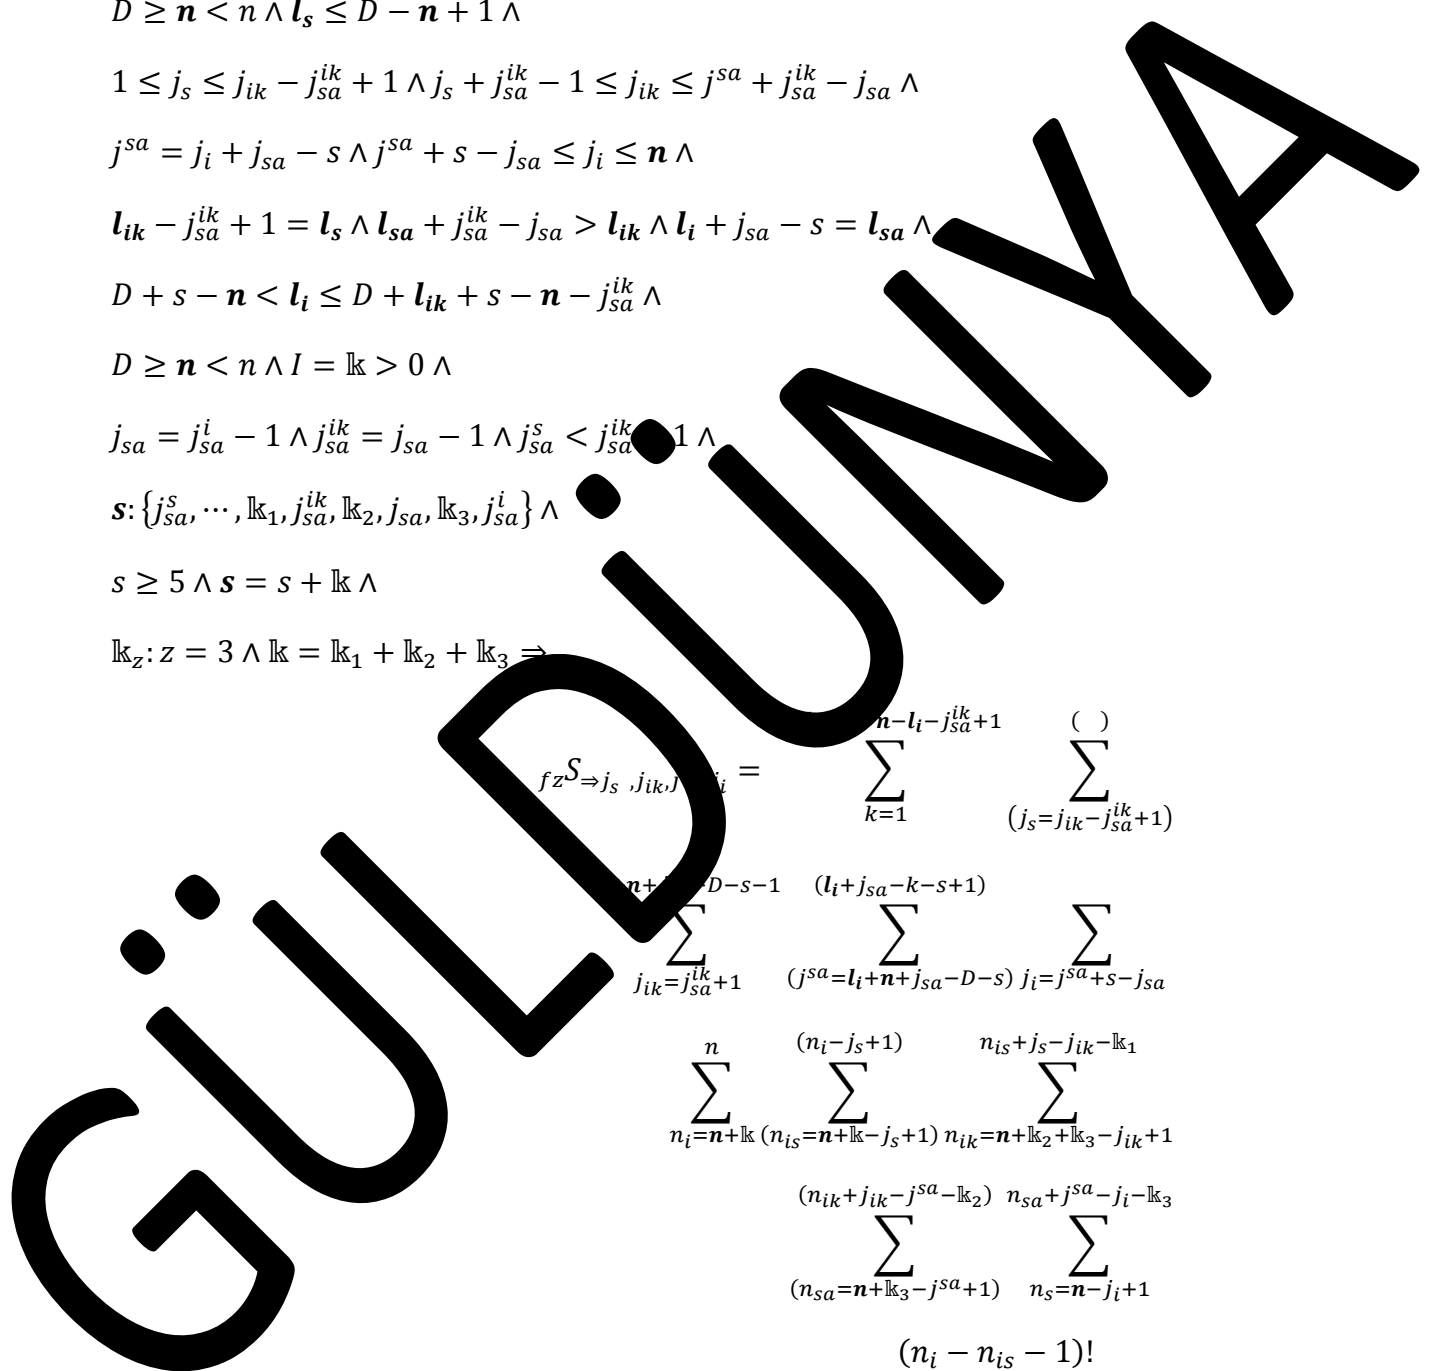 D ≥ n < n ∧ l_s ≤ D − n + 1 ∧
1 ≤ j_s ≤ j_{ik} − j_{sa}^{ik} + 1 ∧ j_s + j_{sa}^{ik} − 1 ≤ j_{ik} ≤ j^{sa} + j_{sa}^{ik} − j_{sa} ∧
j^{sa} = j_i + j_{sa} − s ∧ j^{sa} + s − j_{sa} ≤ j_i ≤ n ∧
l_{ik} − j_{sa}^{ik} + 1 = l_s ∧ l_{sa} + j_{sa}^{ik} − j_{sa} > l_{ik} ∧ l_i + j_{sa} − s = l_{sa} ∧
D + s − n < l_i ≤ D + l_{ik} + s − n − j_{sa}^{ik} ∧
D ≥ n < n ∧ I = 𝕜 > 0 ∧
j_{sa} = j_{sa}^i − 1 ∧ j_{sa}^{ik} = j_{sa} − 1 ∧ j_{sa}^s < j_{sa}^{ik} 1 ∧
s: {j_{sa}^s, ⋯, 𝕜_1, j_{sa}^{ik}, 𝕜_2, j_{sa}, 𝕜_3, j_{sa}^i} ∧
s ≥ 5 ∧ s = s + 𝕜 ∧
𝕜_z: z = 3 ∧ 𝕜 = 𝕜_1 + 𝕜_2 + 𝕜_3 ⇒
_{fz}S_{⇒j_s ,j_{ik},j i} = ∑_{k=1}^{n−l_i−j_{sa}^{ik}+1} ∑_{(j_s=j_{ik}−j_{sa}^{ik}+1)}^{( )}
∑_{j_{ik}=j_{sa}^{ik}+1}^{n+ −D−s−1} ∑_{(j^{sa}=l_i+n+j_{sa}−D−s)}^{(l_i+j_{sa}−k−s+1)} ∑_{j_i=j^{sa}+s−j_{sa}}
∑_{n_i=n+𝕜}^{n} ∑_{(n_{is}=n+𝕜−j_s+1)}^{(n_i−j_s+1)} ∑_{n_{ik}=n+𝕜_2+𝕜_3−j_{ik}+1}^{n_{is}+j_s−j_{ik}−𝕜_1}
∑_{(n_{sa}=n+𝕜_3−j^{sa}+1)}^{(n_{ik}+j_{ik}−j^{sa}−𝕜_2)} ∑_{n_s=n−j_i+1}^{n_{sa}+j^{sa}−j_i−𝕜_3}
(n_i − n_{is} − 1)!
GÜLDÜNYA